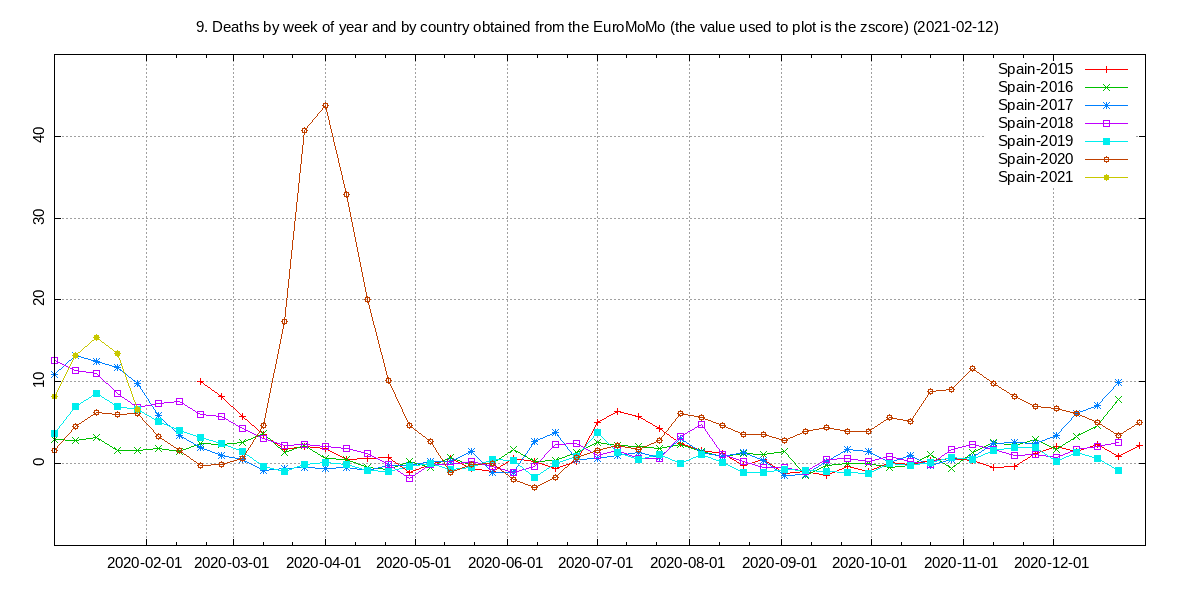 9. Deaths by week of year and by country obtained from the EuroMoMo (the value used to plot is the zscore) (2021-02-12)
Spain-2015
Spain-2016
Spain-2017
Spain-2018
Spain-2019
Spain-2020
Spain-2021
40
30
20
10
0
2020-02-01 2020-03-01 2020-04-01 2020-05-01 2020-06-01 2020-07-01 2020-08-01 2020-09-01 2020-10-01 2020-11-01 2020-12-01